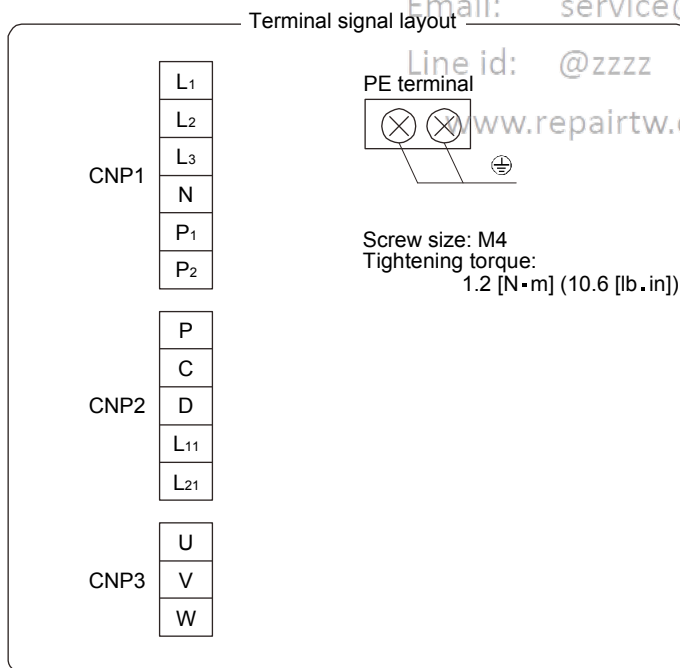 Email: service@
Terminal signal layout
Line id: @zzzz
PE terminal
www.repairtw.
CNP1
L1
L2
L3
N
P1
P2
Screw size: M4
Tightening torque:
1.2 [N▪m] (10.6 [lb▪in])
CNP2
P
C
D
L11
L21
CNP3
U
V
W